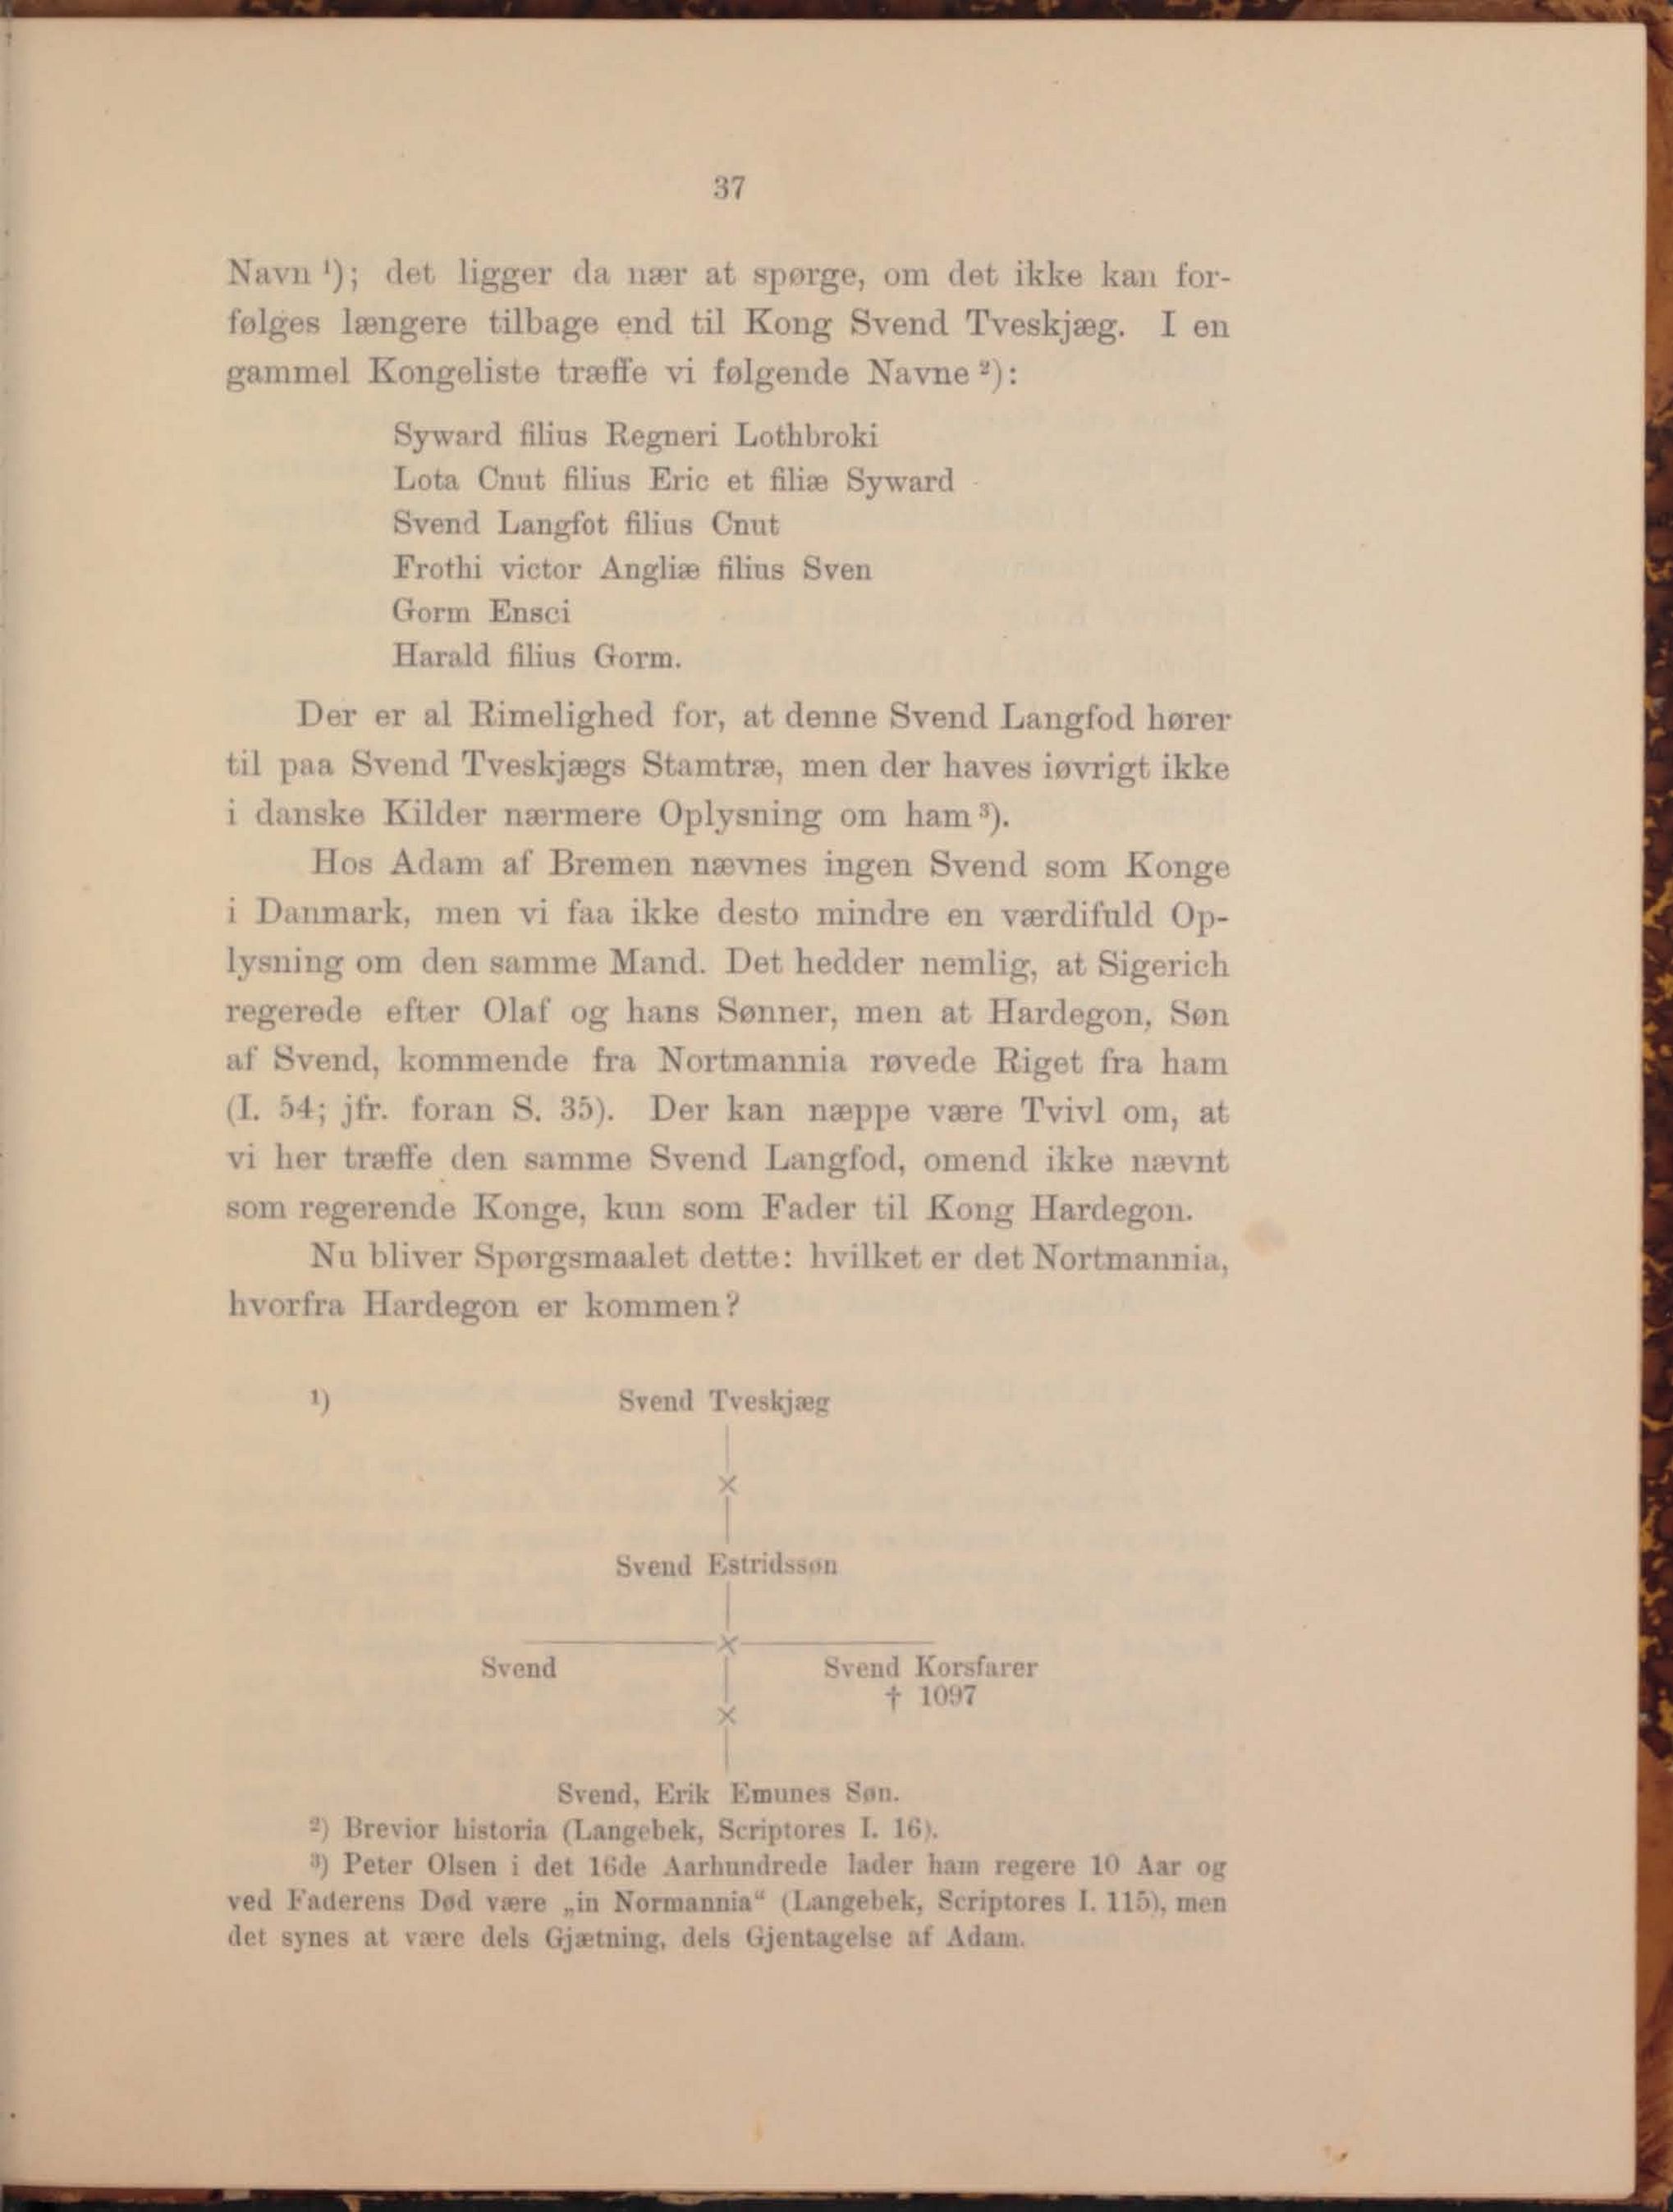 37
Navn ¹); det ligger da nær at spørge, om det ikke kan for-
følges længere tilbage end til Kong Svend Tveskjæg. I en
gammel Kongeliste træffe vi følgende Navne ²):
Syward filius Regneri Lothbroki
Lota Cnut filius Eric et filiæ Syward
Svend Langfot filius Cnut
Frothi victor Angliæ filius Sven
Gorm Ensci
Harald filius Gorm.
Der er al Rimelighed for, at denne Svend Langfod hører
til paa Svend Tveskjægs Stamtræ, men der haves iøvrigt ikke
i danske Kilder nærmere Oplysning om ham ³).
Hos Adam af Bremen nævnes ingen Svend som Konge
i Danmark, men vi faa ikke desto mindre en værdifuld Op-
lysning om den samme Mand. Det hedder nemlig, at Sigerich
regerede efter Olaf og hans Sønner, men at Hardegon, Søn
af Svend, kommende fra Nortmannia røvede Riget fra ham
(I. 54; jfr. foran S. 35). Der kan næppe være Tvivl om, at
vi her træffe den samme Svend Langfod, omend ikke nævnt
som regerende Konge, kun som Fader til Kong Hardegon.
Nu bliver Spørgsmaalet dette: hvilket er det Nortmannia,
hvorfra Hardegon er kommen?
¹) Svend Tveskjæg
×
Svend Estridssøn
×
Svend Svend Korsfarer
† 1097
×
Svend, Erik Emunes Søn.
²) Brevior historia (Langebek, Scriptores I. 16).
³) Peter Olsen i det 16de Aarhundrede lader ham regere 10 Aar og
ved Faderens Død være „in Normannia“ (Langebek, Scriptores I. 115), men
det synes at være dels Gjætning, dels Gjentagelse af Adam.